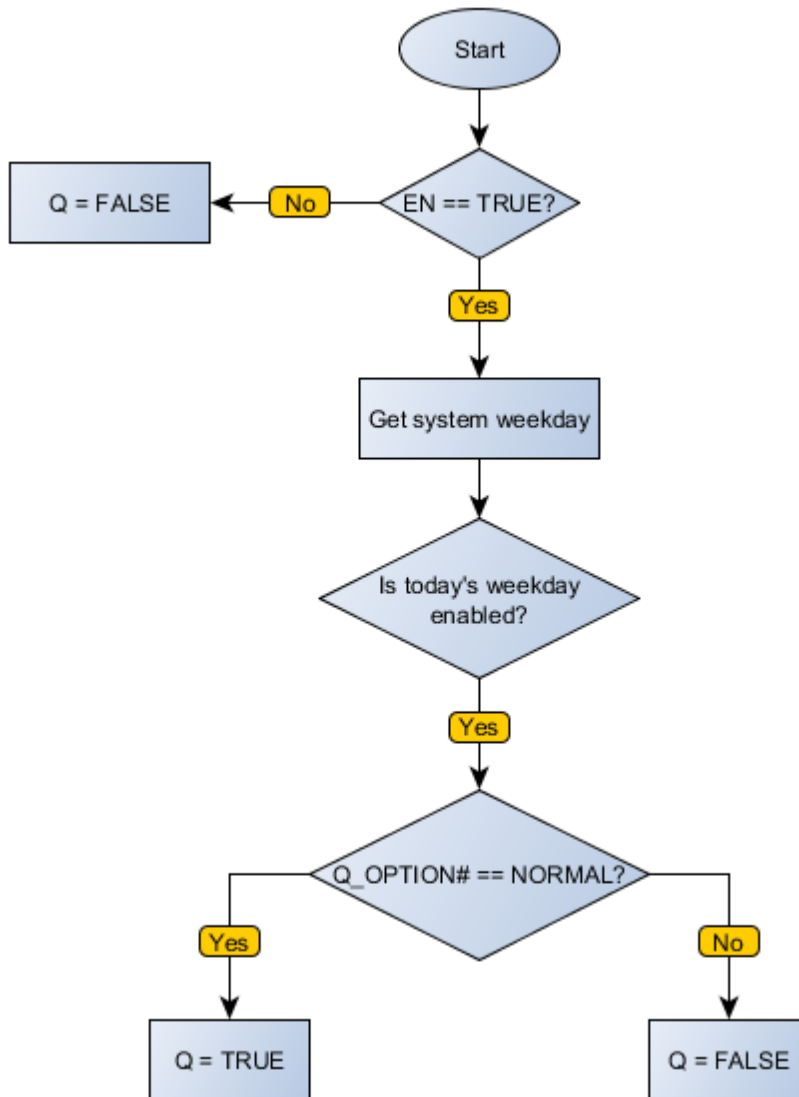 Start
EN == TRUE?
No
Q = FALSE
Yes
Get system weekday
Is today's weekday
enabled?
Yes
Q_OPTION# == NORMAL?
Yes
No
Q = TRUE
Q = FALSE